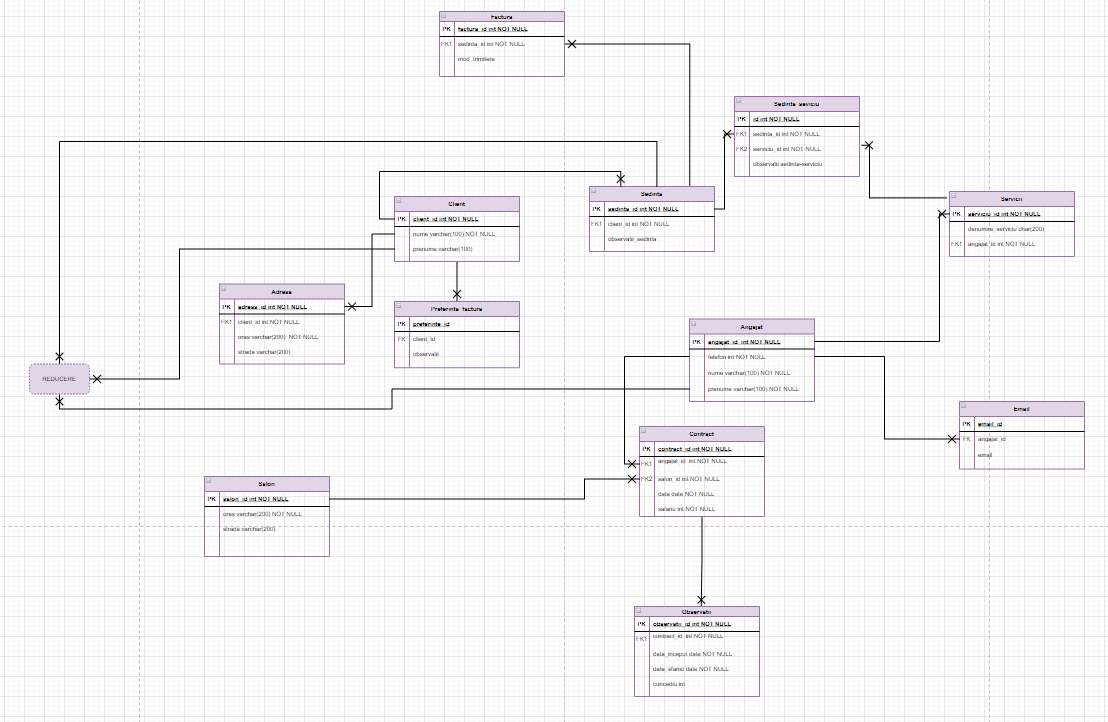 Factura
PK factura_id int NOT NULL
FK1 sedinta_id int NOT NULL
mod_trimitere
Sedinta_seviciu
PK id int NOT NULL
FK1 sedinta_id int NOT NULL
FK2 serviciu_id int NOT NULL
observatii sedinta-serviciu
Sedinta
PK sedinta_id int NOT NULL
FK1 client_id int NOT NULL
observatii_sedinta
Servicii
PK serviciu_id int NOT NULL
denumire_serviciu char(200)
FK1 angajat_id int NOT NULL
Client
PK client_id int NOT NULL
nume varchar(100) NOT NULL
prenume varchar(100)
Adresa
PK adresa_id int NOT NULL
FK1 client_id int NOT NULL
oras varchar(200) NOT NULL
strada varchar(200)
Preferinta_factura
PK preferinta_id
FK client_id
observatii
Angajat
PK angajat_id int NOT NULL
telefon int NOT NULL
nume varchar(100) NOT NULL
prenume varchar(100) NOT NULL
REDUCERE
Email
PK email_id
FK angajat_id
email
Contract
PK contract_id int NOT NULL
FK1 angajat_id int NOT NULL
FK2 salon_id int NOT NULL
data date NOT NULL
salariu int NOT NULL
Salon
PK salon_id int NOT NULL
oras varchar(200) NOT NULL
strada varchar(200)
Observatii
PK observatii_id int NOT NULL
FK1 contract_id int NOT NULL
data_inceput date NOT NULL
data_sfarsit date NOT NULL
concediu int